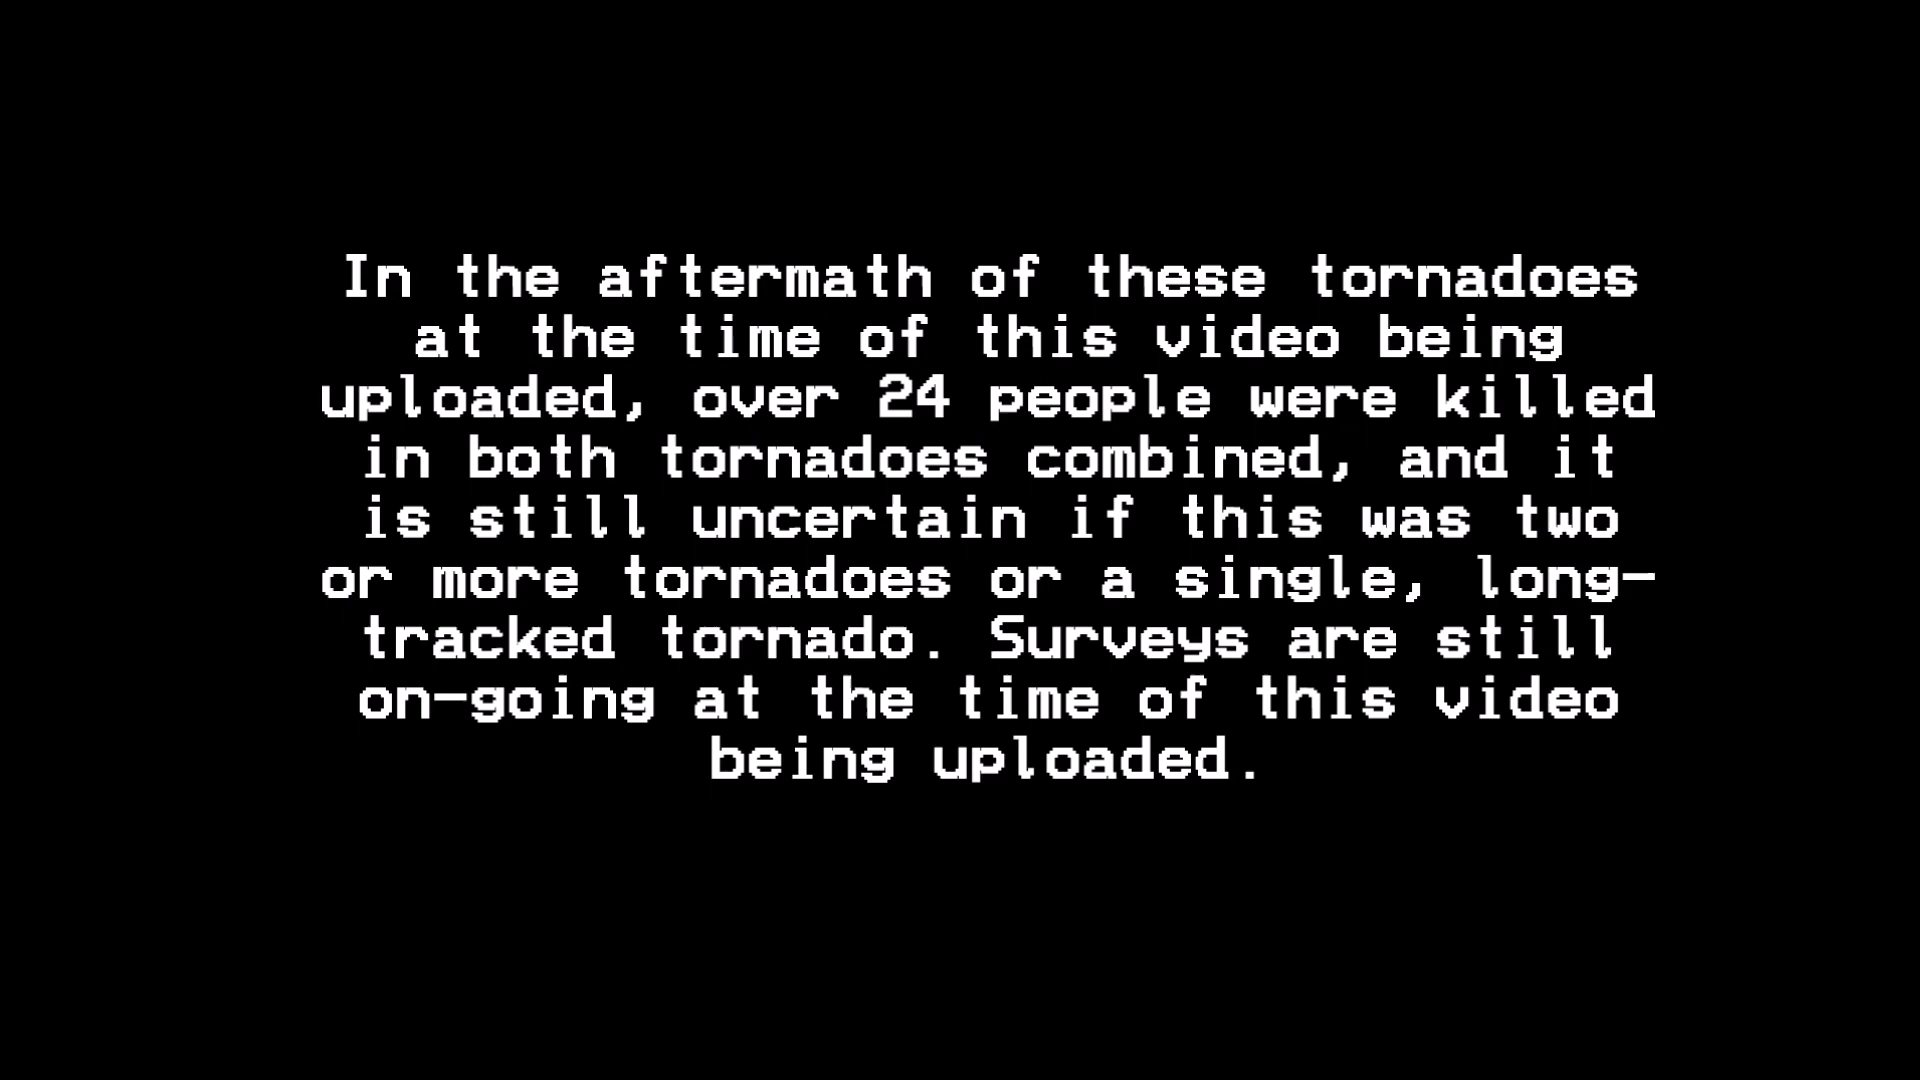 In the aftermath of these tornadoes
at the time of this video being
uploaded, over 24 people were killed
in both tornadoes combined, and it
is still uncertain if this was two
or more tornadoes or a single, long-
tracked tornado. Surveys are still
on-going at the time of this video
being uploaded.